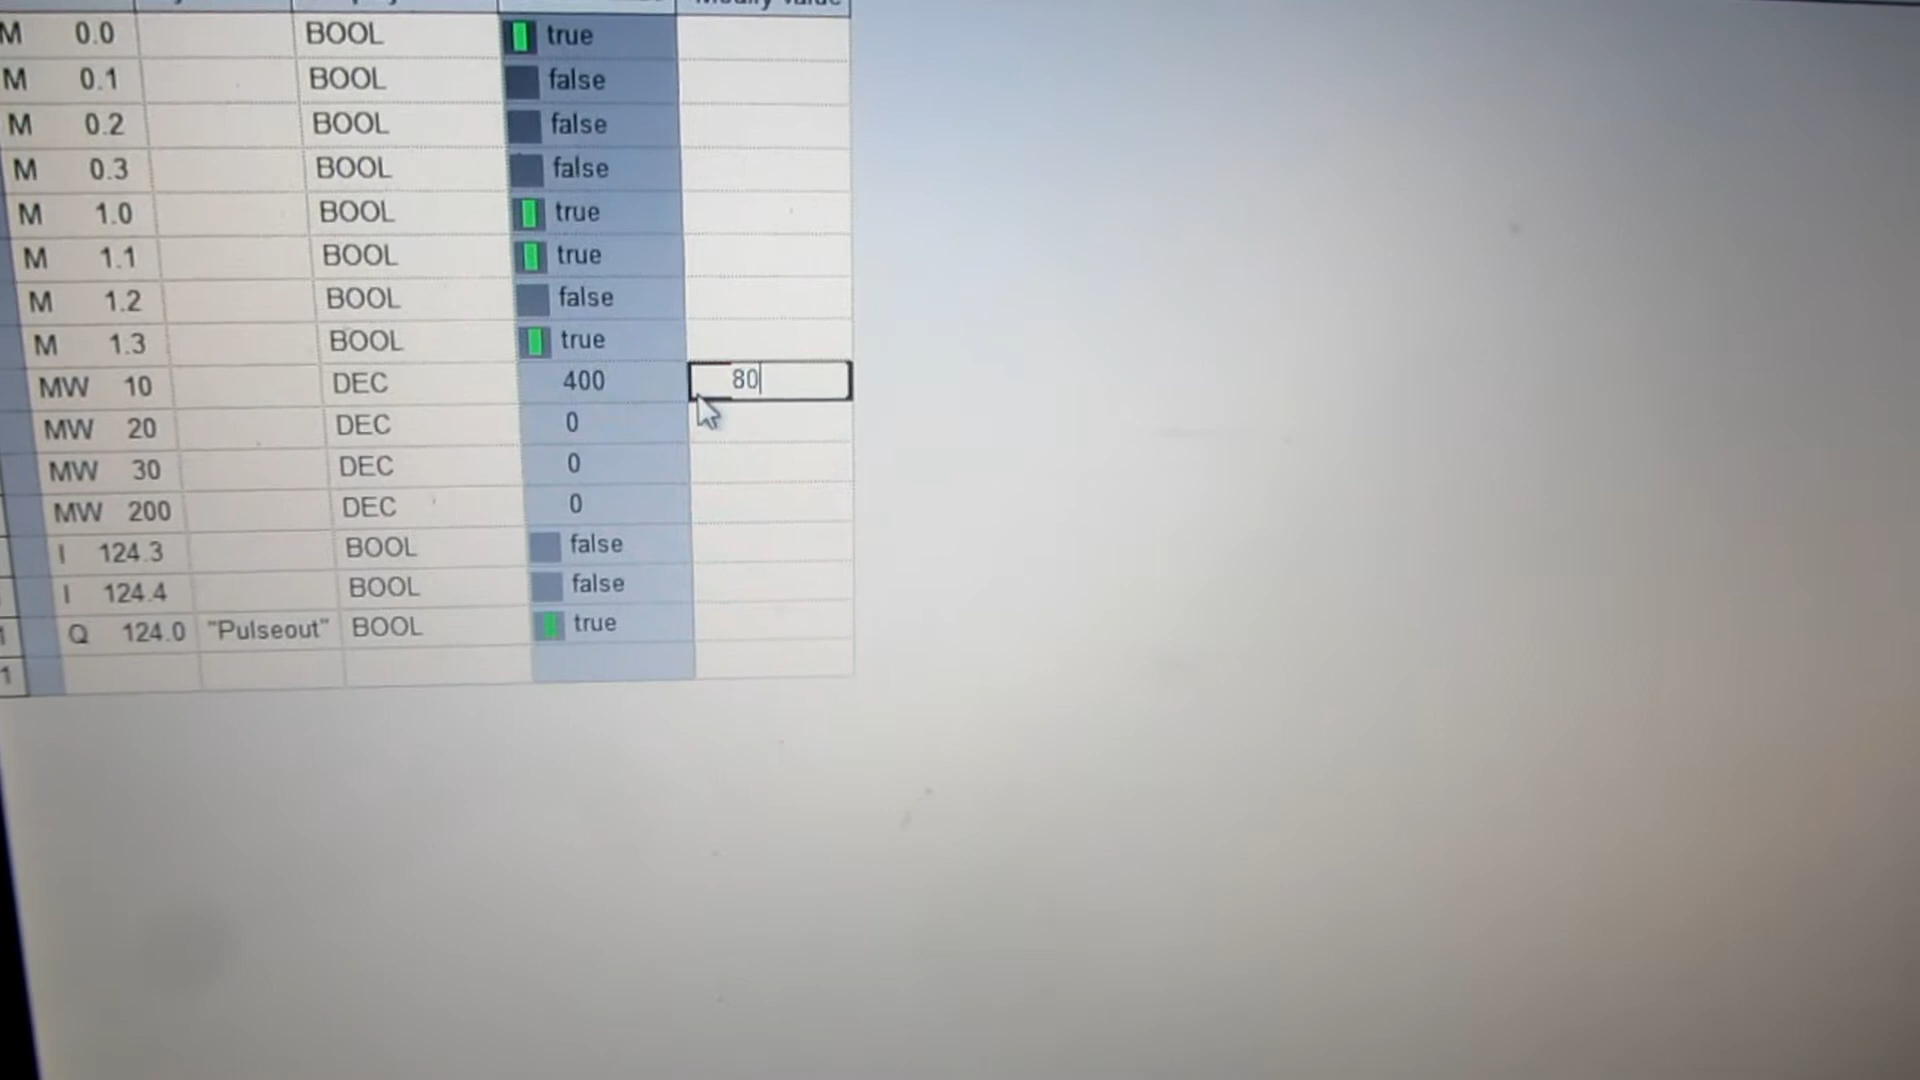 Modify value
M 0.0 BOOL true
M 0.1 BOOL false
M 0.2 BOOL false
M 0.3 BOOL false
M 1.0 BOOL true
M 1.1 BOOL true
M 1.2 BOOL false
M 1.3 BOOL true
MW 10 DEC 400 80
MW 20 DEC 0
MW 30 DEC 0
MW 200 DEC 0
I 124.3 BOOL false
I 124.4 BOOL false
1 Q 124.0 "Pulseout" BOOL true
1